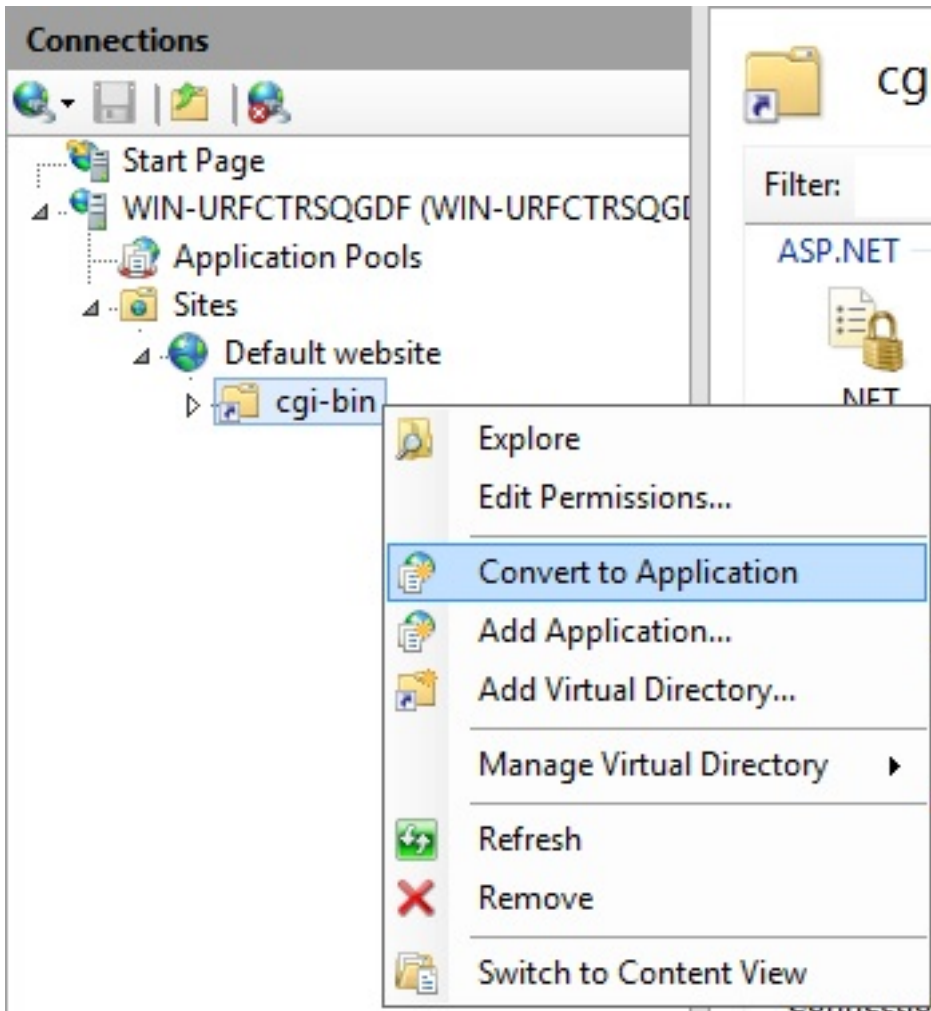 Connections
cg
Start Page
Filter:
WIN-URFCTRSQGDF (WIN-URFCTRSQG
Application Pools
ASP.NET
Sites
Default website
cgi-bin
.NET
Explore
Edit Permissions...
Convert to Application
Add Application...
Add Virtual Directory...
Manage Virtual Directory
Refresh
Remove
Switch to Content View